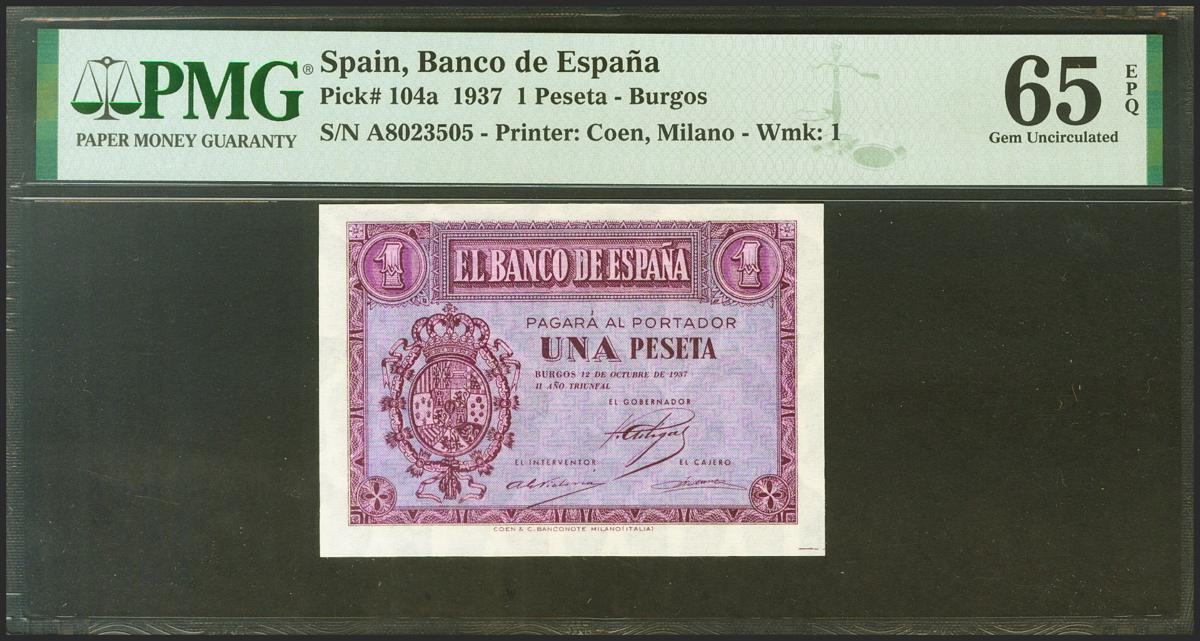 PMG®
PAPER MONEY GUARANTY
Spain, Banco de España
Pick# 104a 1937 1 Peseta - Burgos
S/N A8023505 - Printer: Coen, Milano - Wmk: 1
65
EPQ
Gem Uncirculated
1
EL BANCO DE ESPAÑA
1
PAGARÁ AL PORTADOR
UNA PESETA
BURGOS 12 DE OCTUBRE DE 1937
II AÑO TRIUNFAL
EL GOBERNADOR
EL INTERVENTOR
EL CAJERO
COEN & C. BANCONOTE MILANO (ITALIA)